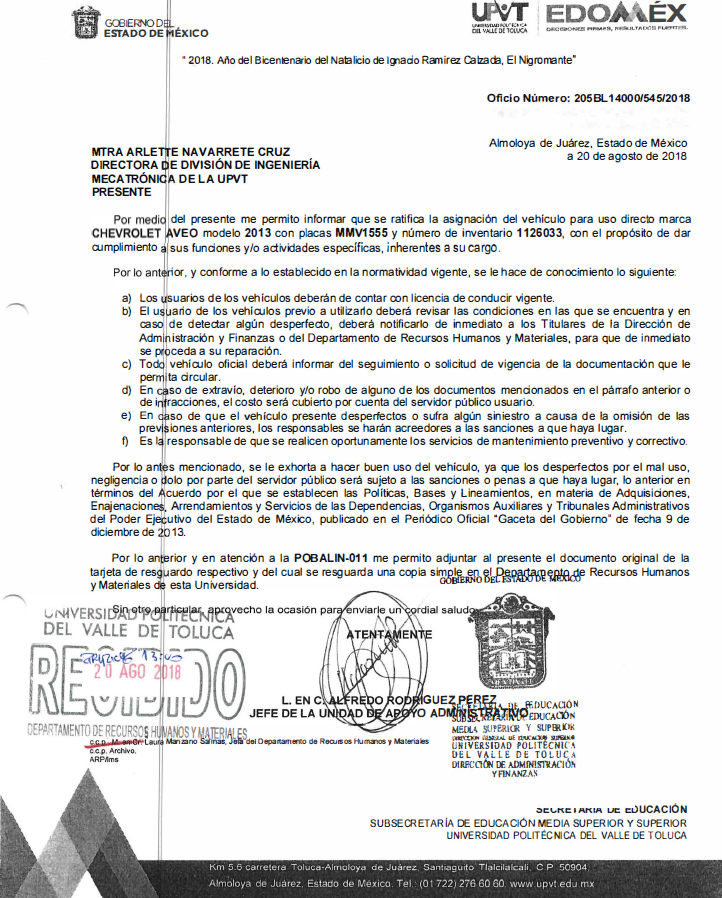 GOBIERNO DEL
ESTADO DE MÉXICO
UPVT
UNIVERSIDAD POLITÉCNICA
DEL VALLE DE TOLUCA
EDOMÉX
DECISIONES FIRMES, RESULTADOS FUERTES.
" 2018. Año del Bicentenario del Natalicio de Ignacio Ramírez Calzada, El Nigromante"
Oficio Número: 205BL14000/545/2018
Almoloya de Juárez, Estado de México
a 20 de agosto de 2018
MTRA ARLETTE NAVARRETE CRUZ
DIRECTORA DE DIVISIÓN DE INGENIERÍA
MECATRÓNICA DE LA UPVT
PRESENTE
Por medio del presente me permito informar que se ratifica la asignación del vehículo para uso directo marca
CHEVROLET AVEO modelo 2013 con placas MMV1555 y número de inventario 1126033, con el propósito de dar
cumplimiento a sus funciones y/o actividades específicas, inherentes a su cargo.
Por lo anterior, y conforme a lo establecido en la normatividad vigente, se le hace de conocimiento lo siguiente:
a) Los usuarios de los vehículos deberán de contar con licencia de conducir vigente.
b) El usuario de los vehículos previo a utilizarlo deberá revisar las condiciones en las que se encuentra y en
caso de detectar algún desperfecto, deberá notificarlo de inmediato a los Titulares de la Dirección de
Administración y Finanzas o del Departamento de Recursos Humanos y Materiales, para que de inmediato
se proceda a su reparación.
c) Todo vehículo oficial deberá informar del seguimiento o solicitud de vigencia de la documentación que le
permita circular.
d) En caso de extravío, deterioro y/o robo de alguno de los documentos mencionados en el párrafo anterior o
de infracciones, el costo será cubierto por cuenta del servidor público usuario.
e) En caso de que el vehículo presente desperfectos o sufra algún siniestro a causa de la omisión de las
previsiones anteriores, los responsables se harán acreedores a las sanciones a que haya lugar.
f) Es la responsable de que se realicen oportunamente los servicios de mantenimiento preventivo y correctivo.
Por lo antes mencionado, se le exhorta a hacer buen uso del vehículo, ya que los desperfectos por el mal uso,
negligencia o dolo por parte del servidor público será sujeto a las sanciones o penas a que haya lugar, lo anterior en
términos del Acuerdo por el que se establecen las Políticas, Bases y Lineamientos, en materia de Adquisiciones,
Enajenaciones, Arrendamientos y Servicios de las Dependencias, Organismos Auxiliares y Tribunales Administrativos
del Poder Ejecutivo del Estado de México, publicado en el Periódico Oficial "Gaceta del Gobierno" de fecha 9 de
diciembre de 2013.
Por lo anterior y en atención a la POBALIN-011 me permito adjuntar al presente el documento original de la
tarjeta de resguardo respectivo y del cual se resguarda una copia simple en el Departamento de Recursos Humanos
y Materiales de esta Universidad.
GOBIERNO DEL ESTADO DE MÉXICO
Sin otro particular, aprovecho la ocasión para enviarle un cordial saludo.
UNIVERSIDAD POLITÉCNICA
DEL VALLE DE TOLUCA
RECIBIDO
13:00
20 AGO 2018
DEPARTAMENTO DE RECURSOS HUMANOS Y MATERIALES
ATENTAMENTE
L. EN C. ALFREDO RODRÍGUEZ PEREZ
JEFE DE LA UNIDAD DE APOYO ADMINISTRATIVO
SECRETARÍA DE EDUCACIÓN
SUBSECRETARÍA DE EDUCACIÓN
MEDIA SUPERIOR Y SUPERIOR
DIRECCIÓN GENERAL DE EDUCACIÓN SUPERIOR
UNIVERSIDAD POLITÉCNICA
DEL VALLE DE TOLUCA
DIRECCIÓN DE ADMINISTRACIÓN
Y FINANZAS
c.c.p. M. en Laura Manzano Salinas, Jefa del Departamento de Recursos Humanos y Materiales
c.c.p. Archivo.
ARP/lms
SECRETARÍA DE EDUCACIÓN
SUBSECRETARÍA DE EDUCACIÓN MEDIA SUPERIOR Y SUPERIOR
UNIVERSIDAD POLITÉCNICA DEL VALLE DE TOLUCA
Km 5.6 carretera Toluca-Almoloya de Juárez, Santiaguito Tlalcilalcali, C.P. 50904,
Almoloya de Juárez, Estado de México. Tel.: (01 722) 276 60 60. www.upvt.edu.mx